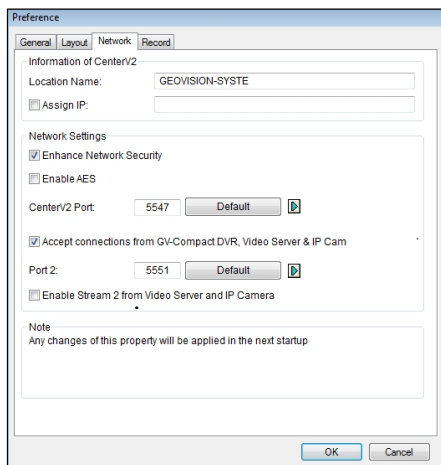 Preference
General Layout Network Record
Information of CenterV2
Location Name: GEOVISION-SYSTE
Assign IP:
Network Settings
Enhance Network Security
Enable AES
CenterV2 Port: 5547 Default
Accept connections from GV-Compact DVR, Video Server & IP Cam
Port 2: 5551 Default
Enable Stream 2 from Video Server and IP Camera
Note
Any changes of this property will be applied in the next startup
OK Cancel